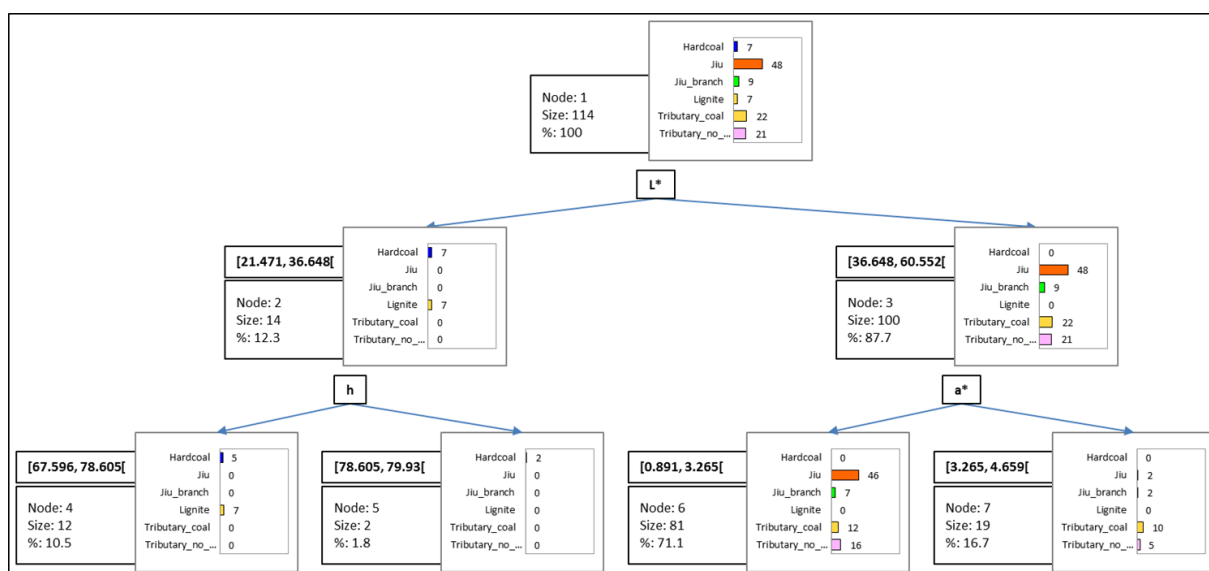 Hardcoal 7
Jiu 48
Jiu_branch 9
Lignite 7
Tributary_coal 22
Tributary_no_... 21
Node: 1
Size: 114
%: 100
L*
[21.471, 36.648[
Node: 2
Size: 14
%: 12.3
Hardcoal 7
Jiu 0
Jiu_branch 0
Lignite 7
Tributary_coal 0
Tributary_no_... 0
[36.648, 60.552[
Node: 3
Size: 100
%: 87.7
Hardcoal 0
Jiu 48
Jiu_branch 9
Lignite 0
Tributary_coal 22
Tributary_no_... 21
h
a*
[67.596, 78.605[
Node: 4
Size: 12
%: 10.5
Hardcoal 5
Jiu 0
Jiu_branch 0
Lignite 7
Tributary_coal 0
Tributary_no_... 0
[78.605, 79.93[
Node: 5
Size: 2
%: 1.8
Hardcoal 2
Jiu 0
Jiu_branch 0
Lignite 0
Tributary_coal 0
Tributary_no_... 0
[0.891, 3.265[
Node: 6
Size: 81
%: 71.1
Hardcoal 0
Jiu 46
Jiu_branch 7
Lignite 0
Tributary_coal 12
Tributary_no_... 16
[3.265, 4.659[
Node: 7
Size: 19
%: 16.7
Hardcoal 0
Jiu 2
Jiu_branch 2
Lignite 0
Tributary_coal 10
Tributary_no_... 5